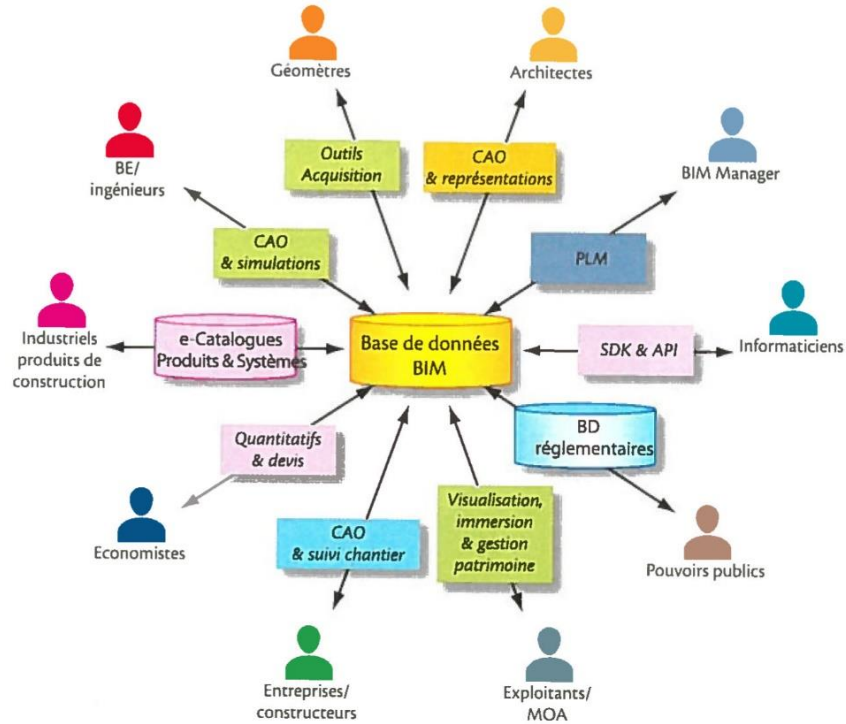 Géomètres
Architectes
BE/
ingénieurs
Outils
Acquisition
CAO
& représentations
BIM Manager
CAO
& simulations
PLM
Industriels
produits de
construction
e-Catalogues
Produits & Systèmes
Base de données
BIM
SDK & API
Informaticiens
Quantitatifs
& devis
BD
réglementaires
Economistes
CAO
& suivi chantier
Visualisation,
immersion
& gestion
patrimoine
Pouvoirs publics
Entreprises/
constructeurs
Exploitants/
MOA